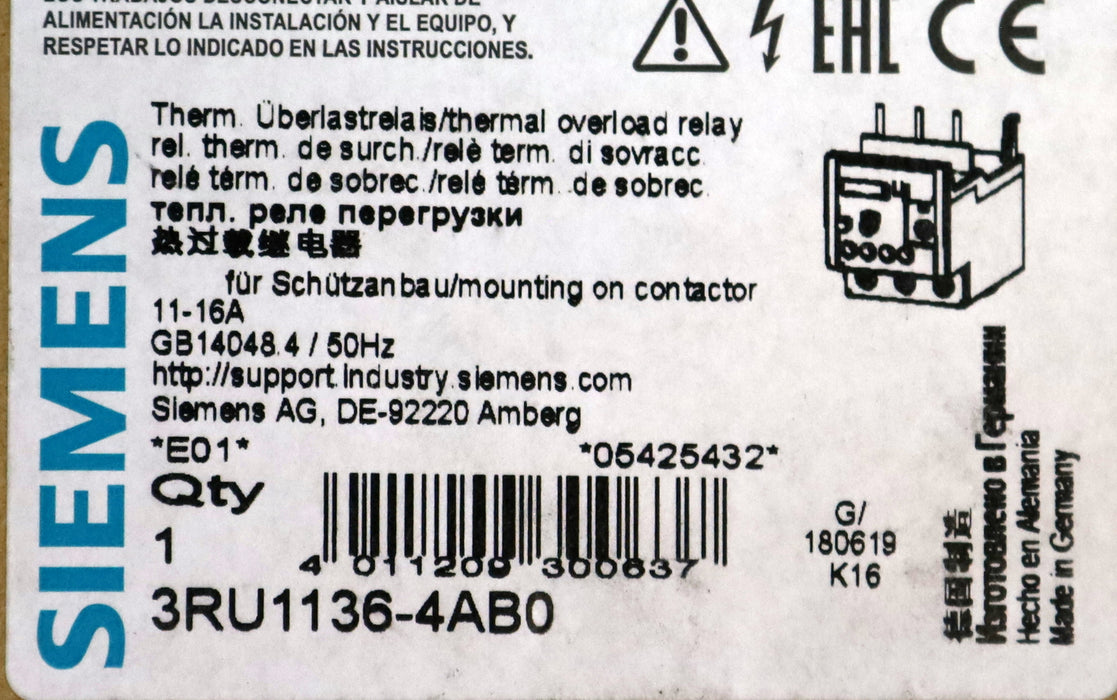 ALIMENTACIÓN LA INSTALACIÓN Y EL EQUIPO, Y
RESPETAR LO INDICADO EN LAS INSTRUCCIONES.
EAC CE
SIEMENS
Therm. Überlastrelais/thermal overload relay
rel. therm. de surch./relè term. di sovracc.
relé térm. de sobrec./relé térm. de sobrec.
тепл. реле перегрузки
热过载继电器
für Schützanbau/mounting on contactor
11-16A
GB14048.4 / 50Hz
http://support.industry.siemens.com
Siemens AG, DE-92220 Amberg
*E01* *05425432*
Qty
1
4 011209 300637
3RU1136-4AB0
G/
180619
K16
德国制造
Изготовлено в Германии
Hecho en Alemania
Made in Germany